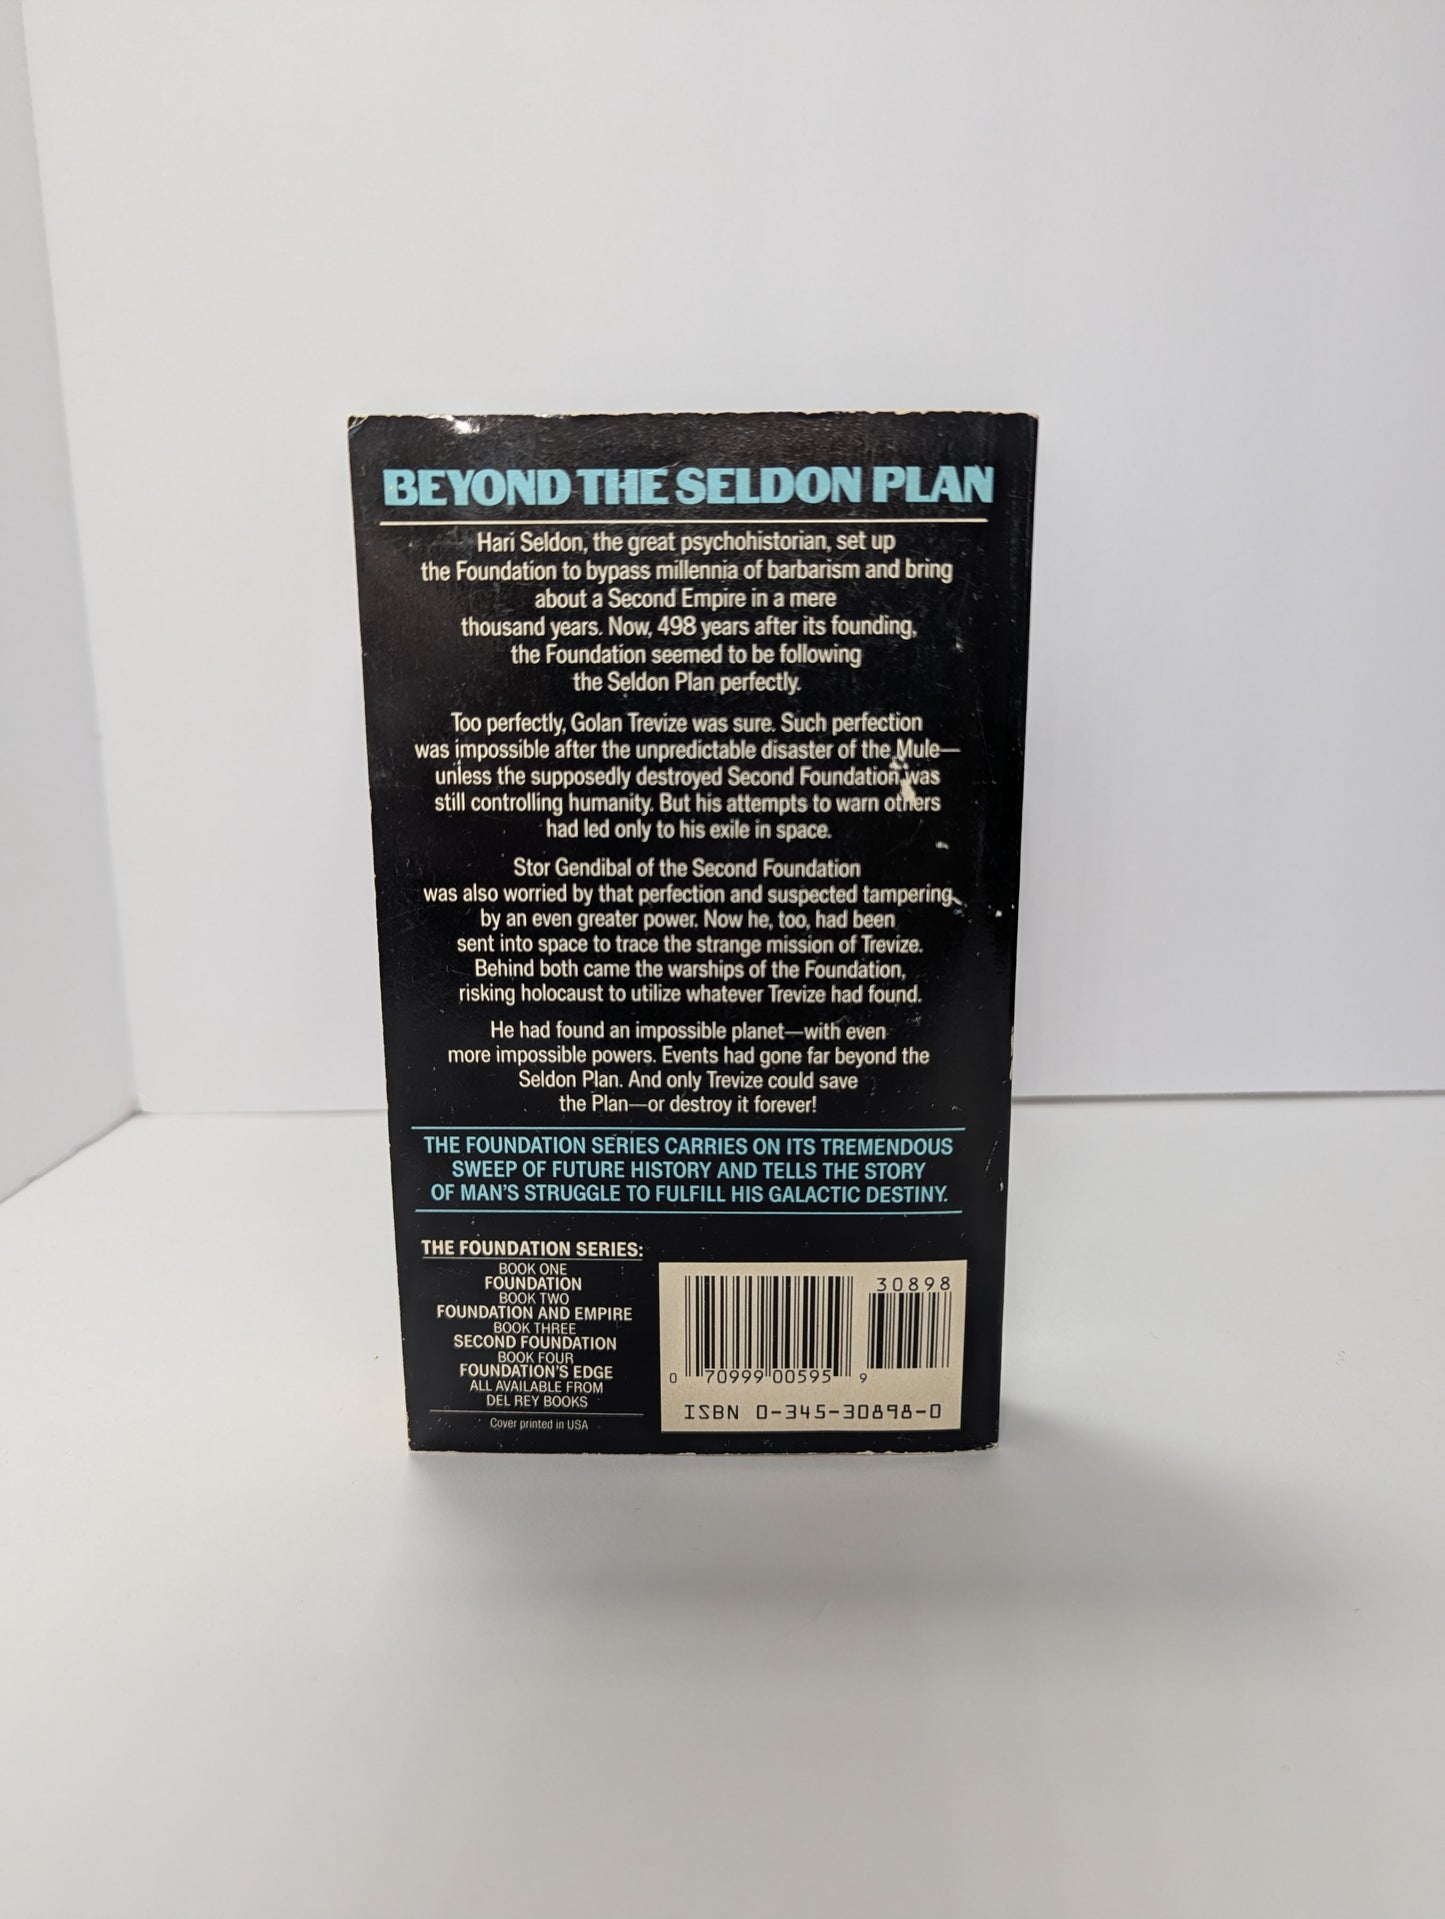 BEYOND THE SELDON PLAN
Hari Seldon, the great psychohistorian, set up
the Foundation to bypass millennia of barbarism and bring
about a Second Empire in a mere
thousand years. Now, 498 years after its founding,
the Foundation seemed to be following
the Seldon Plan perfectly.
Too perfectly, Golan Trevize was sure. Such perfection
was impossible after the unpredictable disaster of the Mule—
unless the supposedly destroyed Second Foundation was
still controlling humanity. But his attempts to warn others
had led only to his exile in space.
Stor Gendibal of the Second Foundation
was also worried by that perfection and suspected tampering
by an even greater power. Now he, too, had been
sent into space to trace the strange mission of Trevize.
Behind both came the warships of the Foundation,
risking holocaust to utilize whatever Trevize had found.
He had found an impossible planet—with even
more impossible powers. Events had gone far beyond the
Seldon Plan. And only Trevize could save
the Plan—or destroy it forever!
THE FOUNDATION SERIES CARRIES ON ITS TREMENDOUS
SWEEP OF FUTURE HISTORY AND TELLS THE STORY
OF MAN'S STRUGGLE TO FULFILL HIS GALACTIC DESTINY.
THE FOUNDATION SERIES:
BOOK ONE
FOUNDATION
BOOK TWO
FOUNDATION AND EMPIRE
BOOK THREE
SECOND FOUNDATION
BOOK FOUR
FOUNDATION'S EDGE
ALL AVAILABLE FROM
DEL REY BOOKS
Cover printed in USA
30898
0 70999 00595 9
ISBN 0-345-30898-0